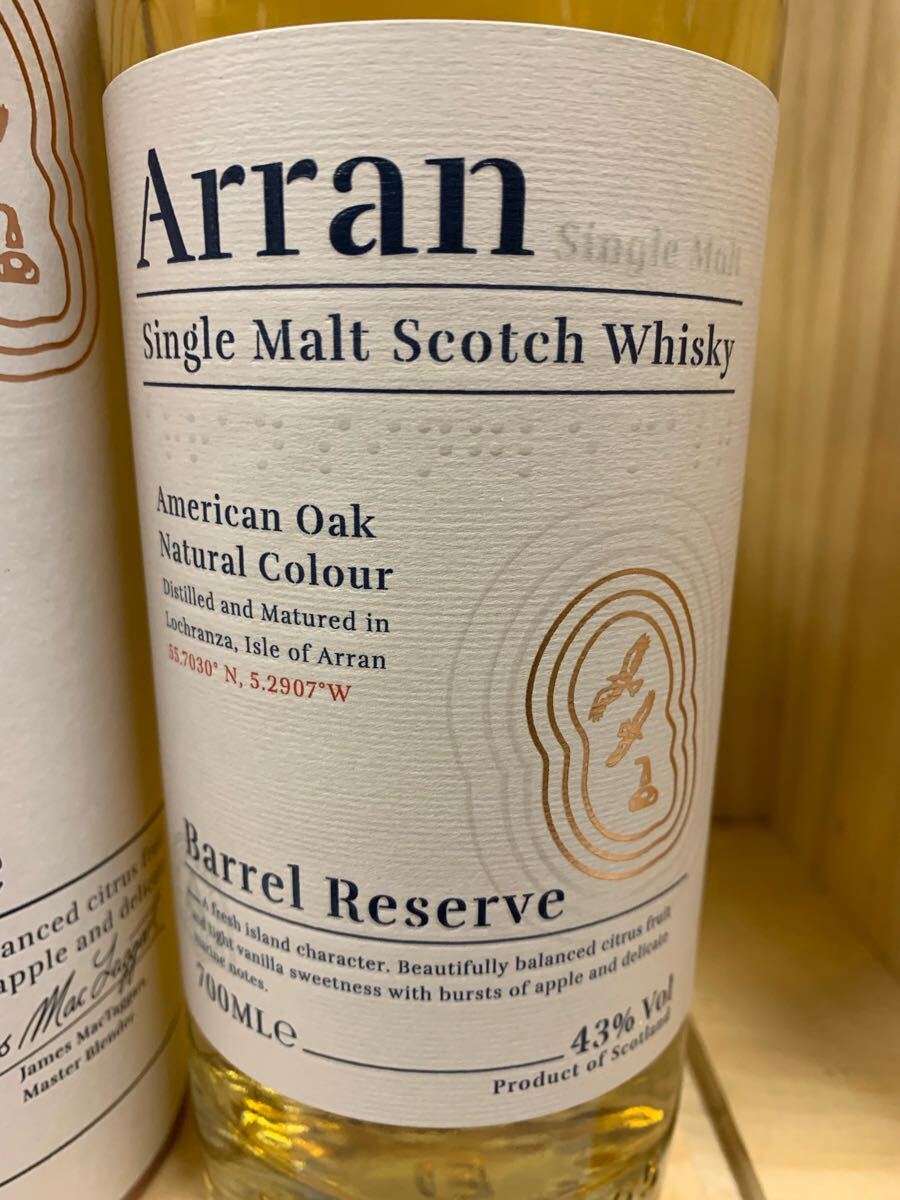 Arran
Single Malt
Single Malt Scotch Whisky
American Oak
Natural Colour
Distilled and Matured in
Lochranza, Isle of Arran
55.7030° N, 5.2907°W
Barrel Reserve
A fresh island character. Beautifully balanced citrus fruit
and light vanilla sweetness with bursts of apple and delicate
marine notes.
700ML℮
43% Vol
Product of Scotland
anced citrus
apple and
James MacTaggart,
Master Blender.